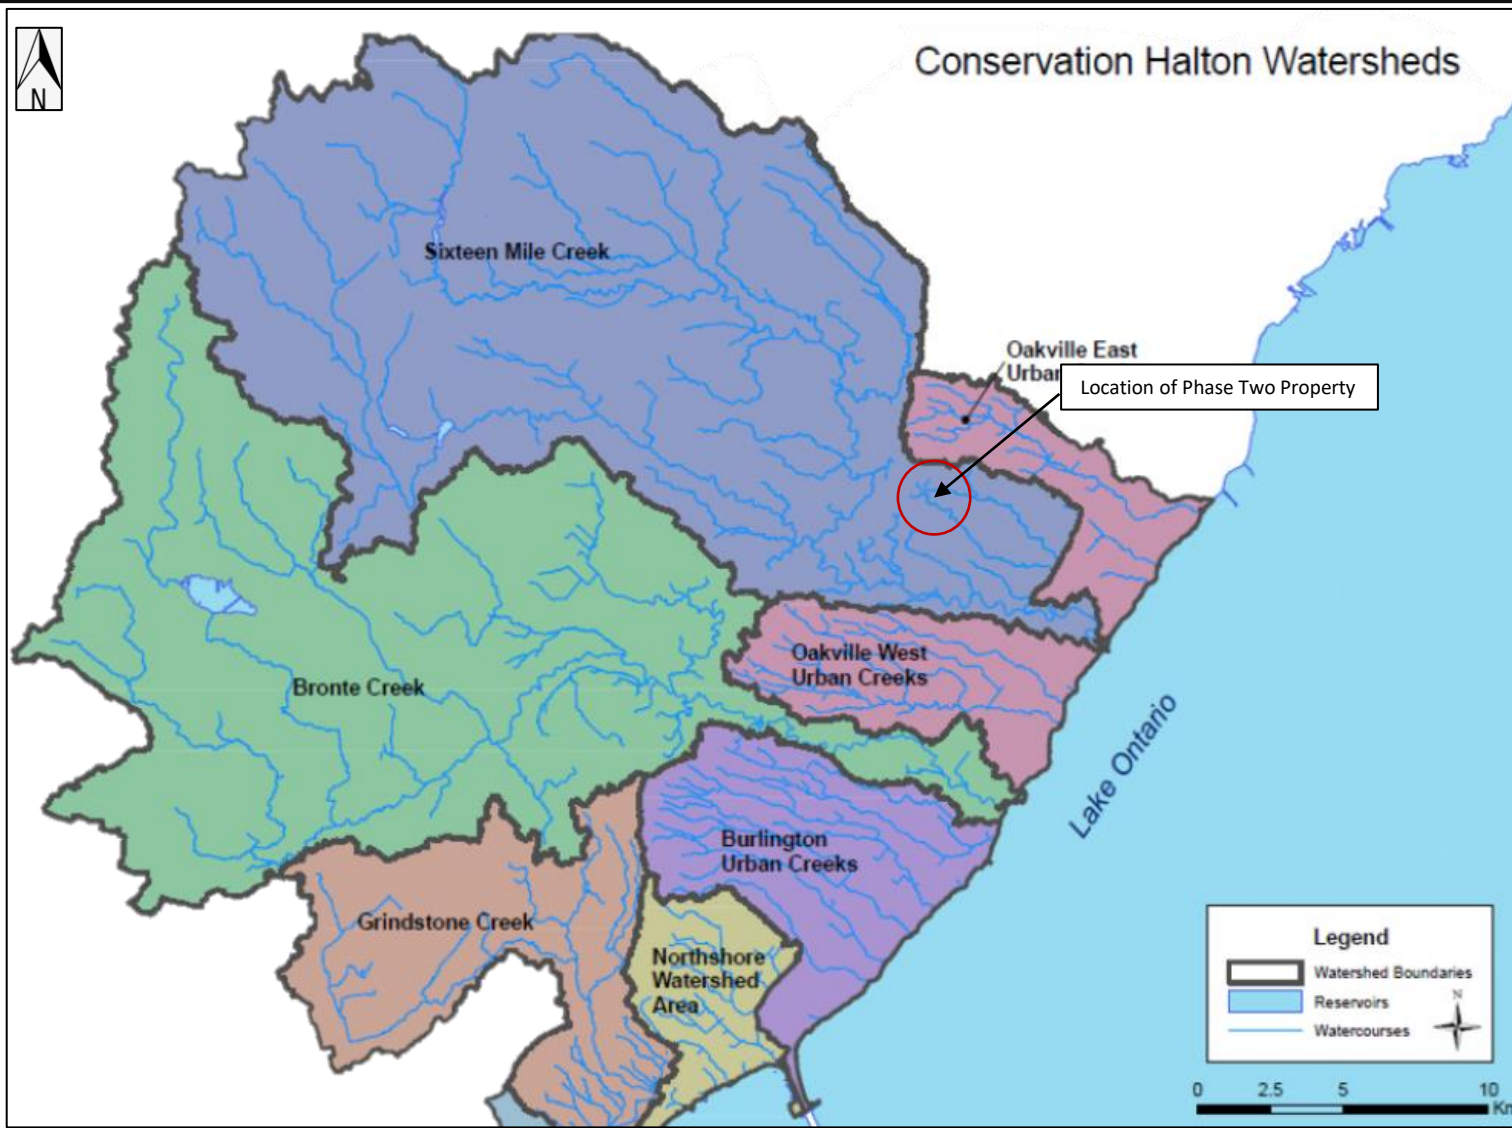 N
Conservation Halton Watersheds
Sixteen Mile Creek
Oakville East
Urban
Location of Phase Two Property
Oakville West
Urban Creeks
Bronte Creek
Lake Ontario
Burlington
Urban Creeks
Grindstone Creek
Northshore
Watershed
Area
Legend
Watershed Boundaries
Reservoirs
Watercourses
N
0 2.5 5 10
Km